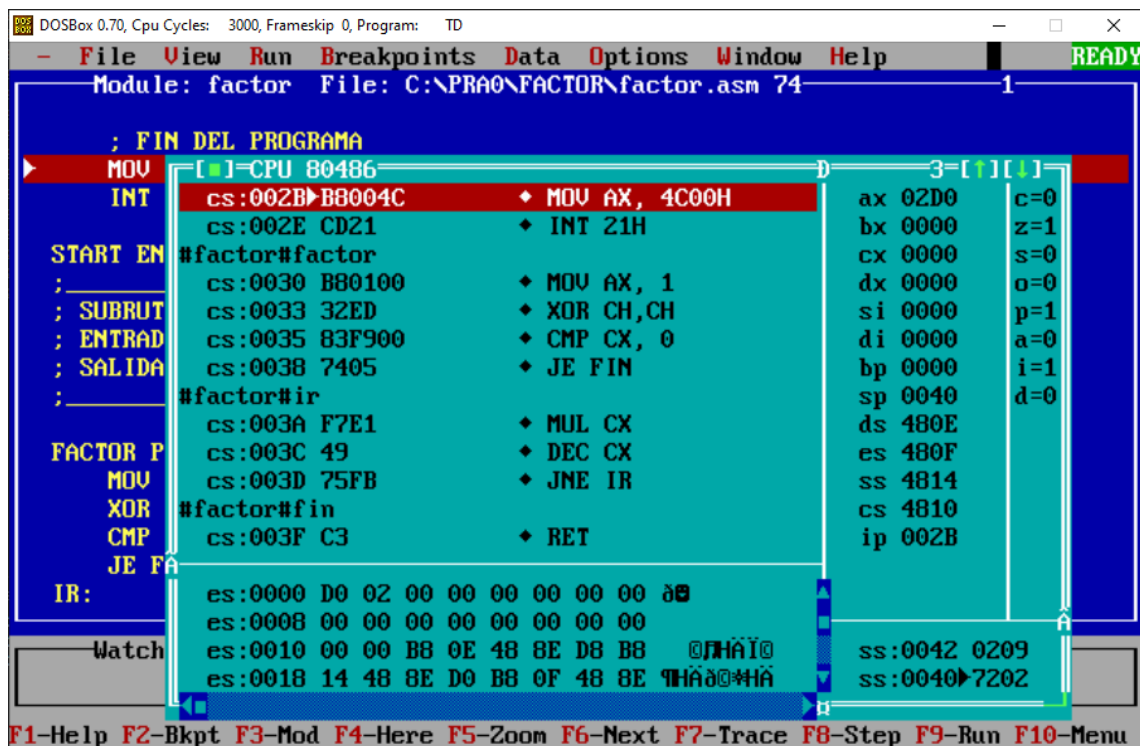 DOSBox 0.70, Cpu Cycles: 3000, Frameskip 0, Program: TD
File View Run Breakpoints Data Options Window Help READY
Module: factor File: C:\PRA0\FACTOR\factor.asm 74 1
; FIN DEL PROGRAMA
MOV
INT
START EN
;
; SUBRUT
; ENTRAD
; SALIDA
;
FACTOR P
MOV
XOR
CMP
JE FA
IR:
CPU 80486 3
cs:002B B8004C MOV AX, 4C00H
cs:002E CD21 INT 21H
#factor#factor
cs:0030 B80100 MOV AX, 1
cs:0033 32ED XOR CH,CH
cs:0035 83F900 CMP CX, 0
cs:0038 7405 JE FIN
#factor#ir
cs:003A F7E1 MUL CX
cs:003C 49 DEC CX
cs:003D 75FB JNE IR
#factor#fin
cs:003F C3 RET
ax 02D0 c=0
bx 0000 z=1
cx 0000 s=0
dx 0000 o=0
si 0000 p=1
di 0000 a=0
bp 0000 i=1
sp 0040 d=0
ds 480E
es 480F
ss 4814
cs 4810
ip 002B
es:0000 D0 02 00 00 00 00 00 00
es:0008 00 00 00 00 00 00 00 00
es:0010 00 00 B8 0E 48 8E D8 B8
es:0018 14 48 8E D0 B8 0F 48 8E
ss:0042 0209
ss:0040 7202
Watch
F1-Help F2-Bkpt F3-Mod F4-Here F5-Zoom F6-Next F7-Trace F8-Step F9-Run F10-Menu